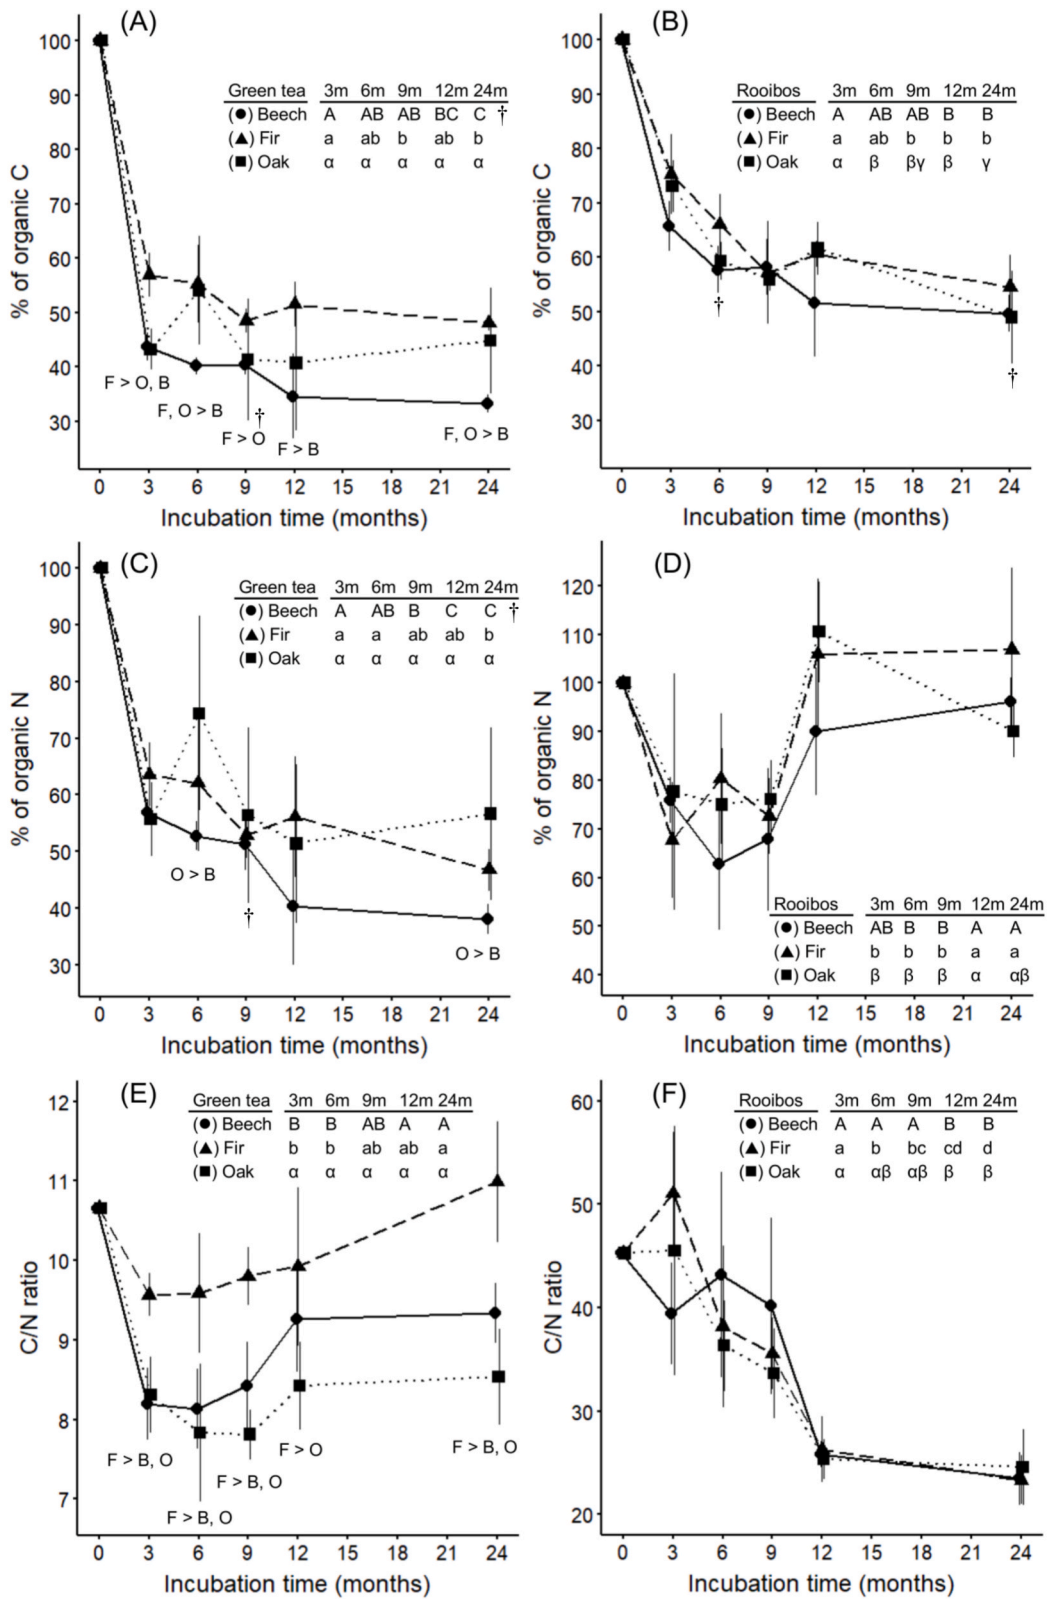 (A)
Green tea 3m 6m 9m 12m 24m
(●) Beech A AB AB BC C †
(▲) Fir a ab b ab b
(■) Oak α α α α α
100
90
80
70
60
50
40
30
% of organic C
F > O, B
F, O > B
†
F > O
F > B
F, O > B
0 3 6 9 12 15 18 21 24
Incubation time (months)
(B)
Rooibos 3m 6m 9m 12m 24m
(●) Beech A AB AB B B
(▲) Fir a ab b b b
(■) Oak α β βγ β γ
100
90
80
70
60
50
40
30
% of organic C
†
†
0 3 6 9 12 15 18 21 24
Incubation time (months)
(C)
Green tea 3m 6m 9m 12m 24m
(●) Beech A AB B C C †
(▲) Fir a a ab ab b
(■) Oak α α α α α
100
90
80
70
60
50
40
30
% of organic N
O > B
†
O > B
0 3 6 9 12 15 18 21 24
Incubation time (months)
(D)
120
110
100
90
80
70
60
50
40
% of organic N
Rooibos 3m 6m 9m 12m 24m
(●) Beech AB B B A A
(▲) Fir b b b a a
(■) Oak β β β α αβ
0 3 6 9 12 15 18 21 24
Incubation time (months)
(E)
Green tea 3m 6m 9m 12m 24m
(●) Beech B B AB A A
(▲) Fir b b ab ab a
(■) Oak α α α α α
12
11
10
9
8
7
C/N ratio
F > B, O
F > B, O
F > B, O
F > O
F > B, O
0 3 6 9 12 15 18 21 24
Incubation time (months)
(F)
Rooibos 3m 6m 9m 12m 24m
(●) Beech A A A B B
(▲) Fir a b bc cd d
(■) Oak α αβ αβ β β
60
50
40
30
20
C/N ratio
0 3 6 9 12 15 18 21 24
Incubation time (months)